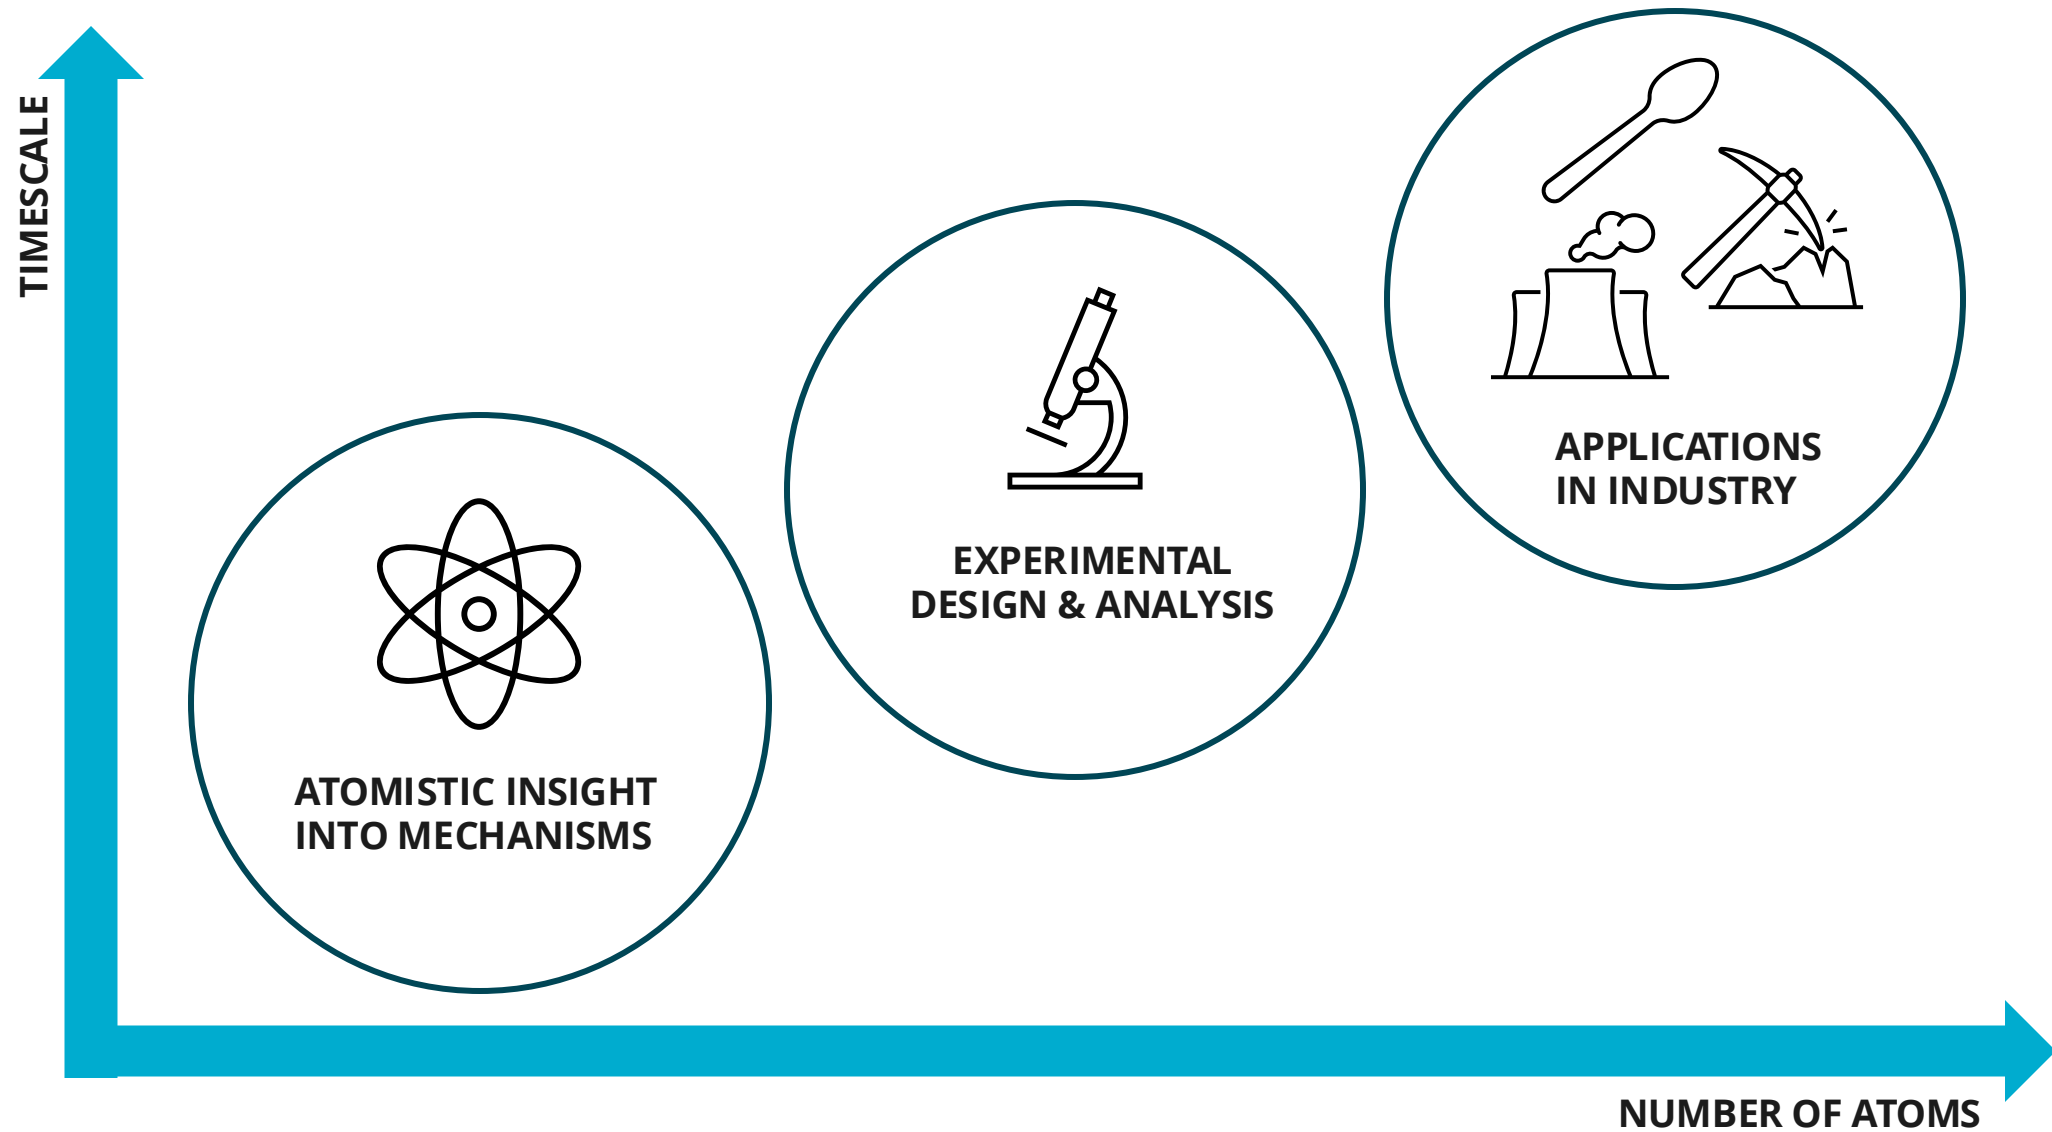 TIMESCALE
APPLICATIONS
IN INDUSTRY
EXPERIMENTAL
DESIGN & ANALYSIS
ATOMISTIC INSIGHT
INTO MECHANISMS
NUMBER OF ATOMS